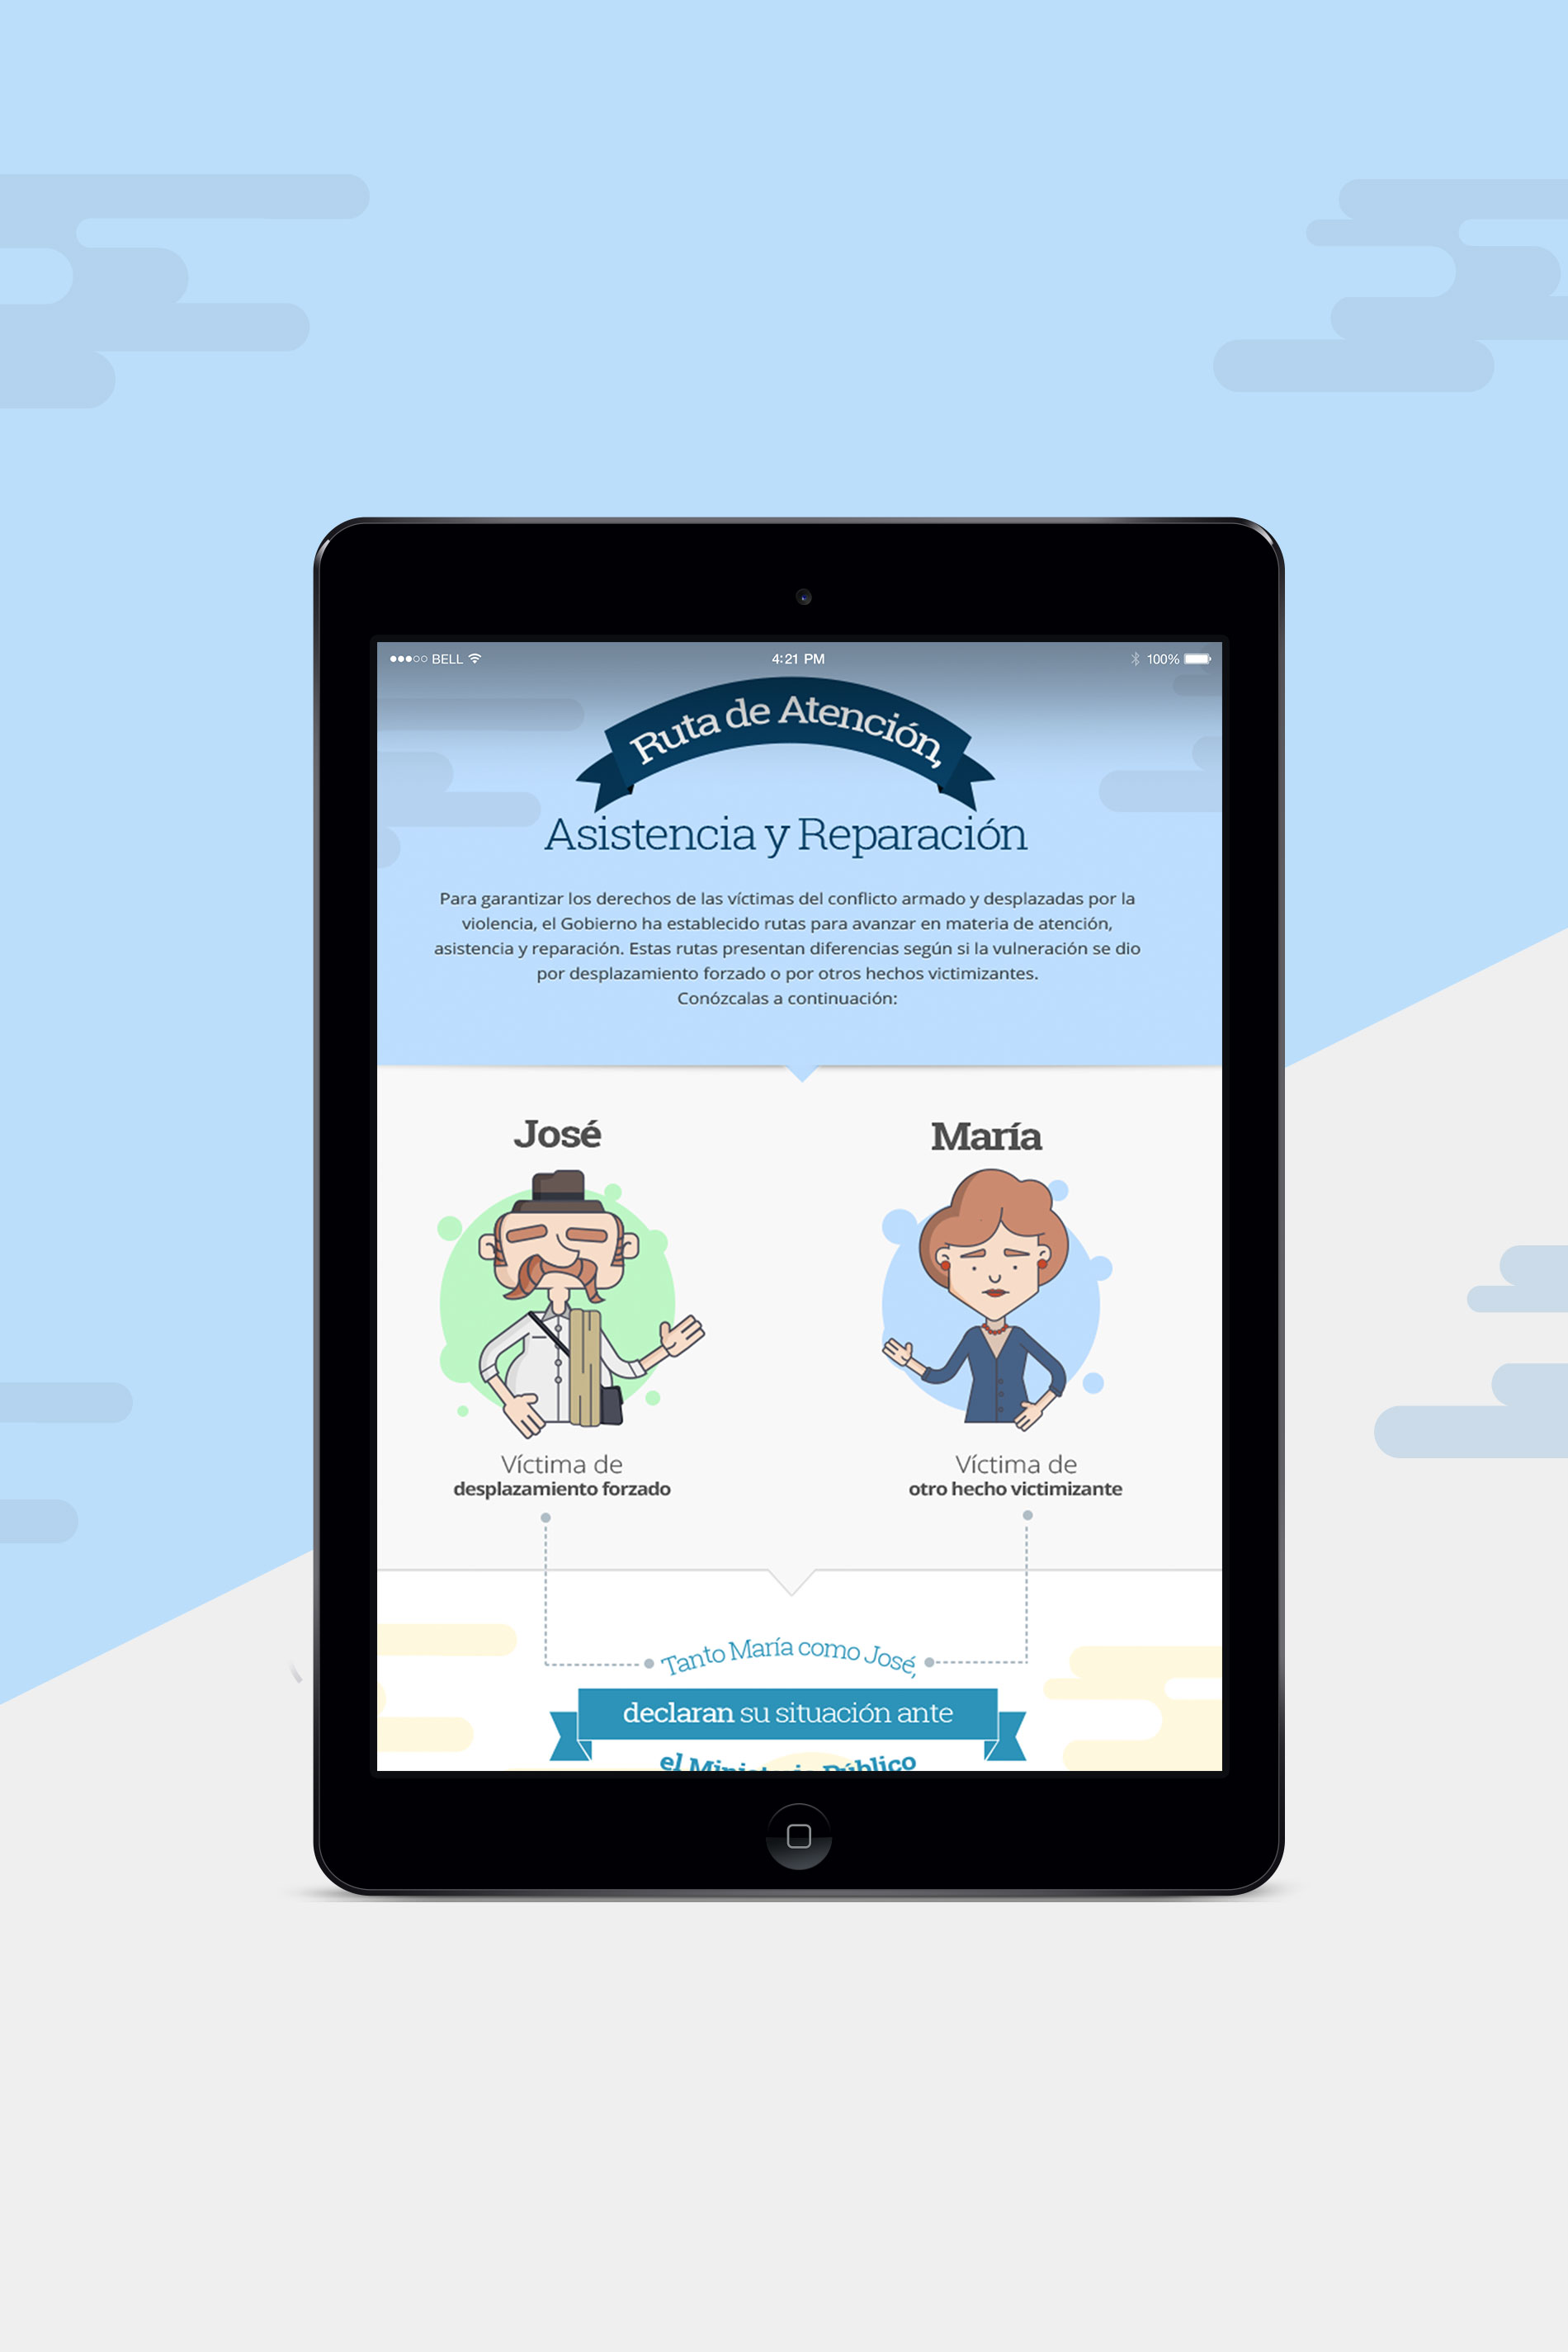 BELL
4:21 PM
100%
Ruta de Atención,
Asistencia y Reparación
Para garantizar los derechos de las víctimas del conflicto armado y desplazadas por la
violencia, el Gobierno ha establecido rutas para avanzar en materia de atención,
asistencia y reparación. Estas rutas presentan diferencias según si la vulneración se dio
por desplazamiento forzado o por otros hechos victimizantes.
Conózcalas a continuación:
José
María
Víctima de
desplazamiento forzado
Víctima de
otro hecho victimizante
Tanto María como José,
declaran su situación ante
el Ministerio Público